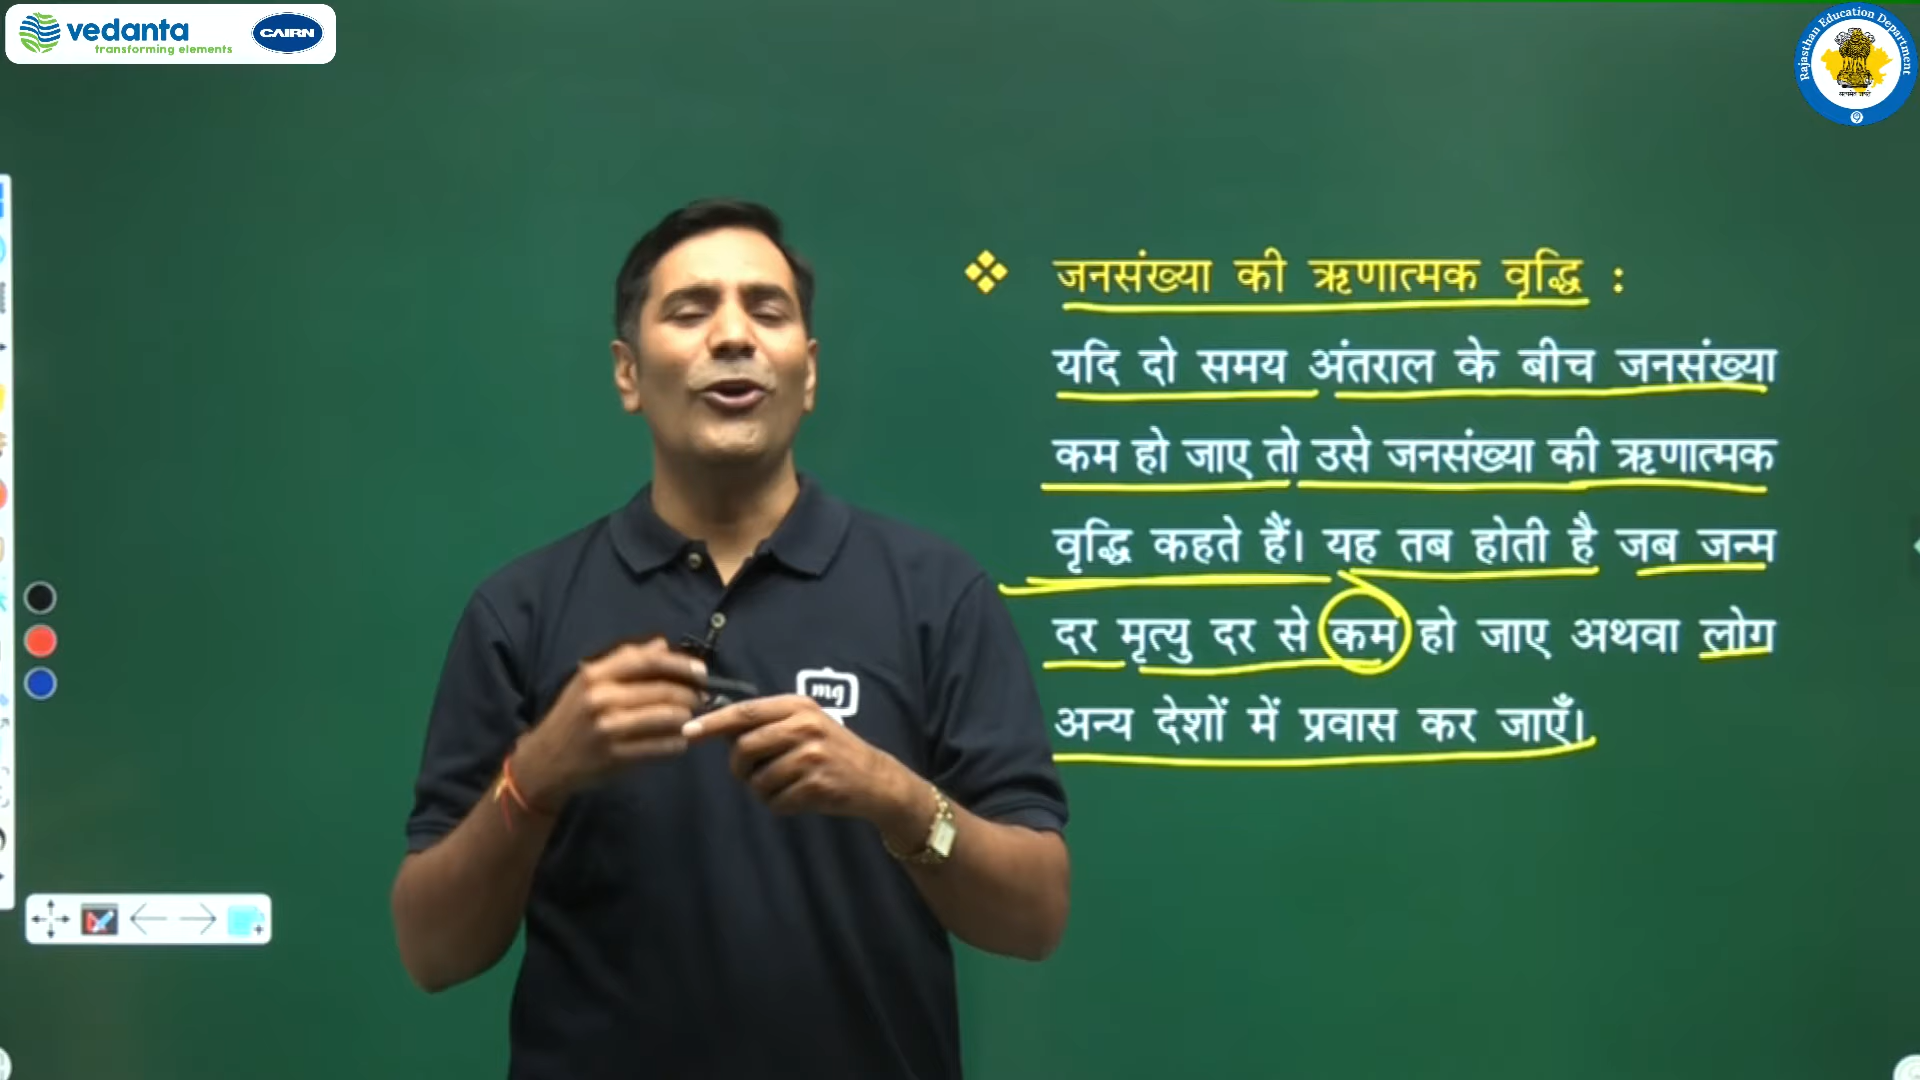 vedanta
transforming elements
CAIRN
Rajasthan Education Department
❖ जनसंख्या की ऋणात्मक वृद्धि :
यदि दो समय अंतराल के बीच जनसंख्या
कम हो जाए तो उसे जनसंख्या की ऋणात्मक
वृद्धि कहते हैं। यह तब होती है जब जन्म
दर मृत्यु दर से कम हो जाए अथवा लोग
अन्य देशों में प्रवास कर जाएँ।
mg